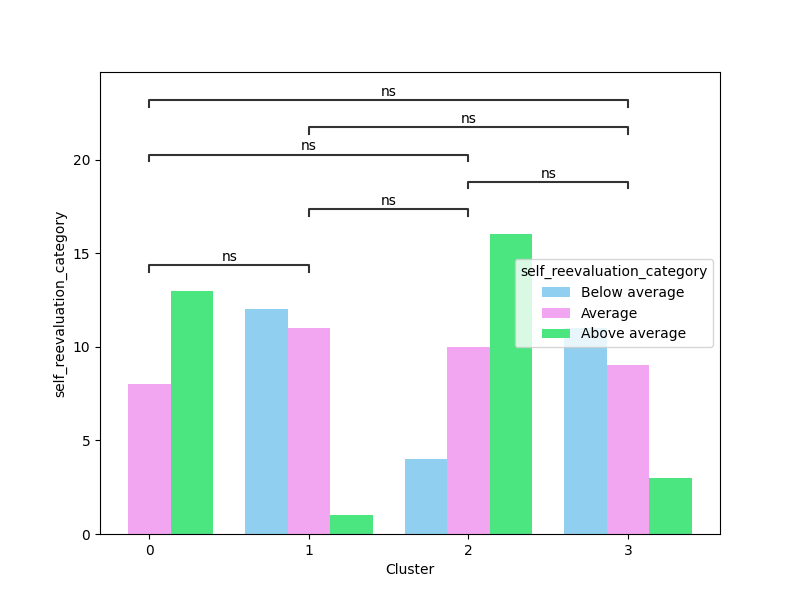 ns
ns
ns
ns
ns
ns
self_reevaluation_category
20
15
10
5
0
self_reevaluation_category
Below average
Average
Above average
0
1
2
3
Cluster